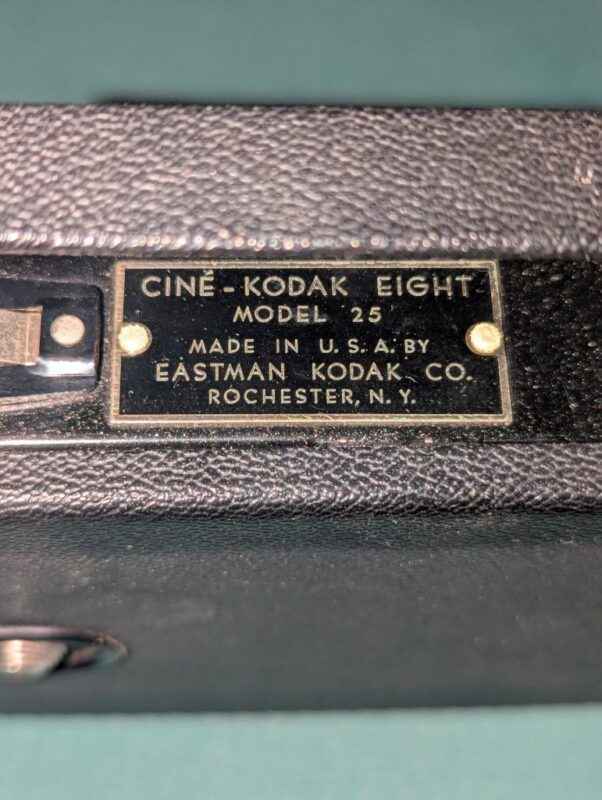 CINÉ-KODAK EIGHT
MODEL 25
MADE IN U.S.A. BY
EASTMAN KODAK CO.
ROCHESTER, N.Y.